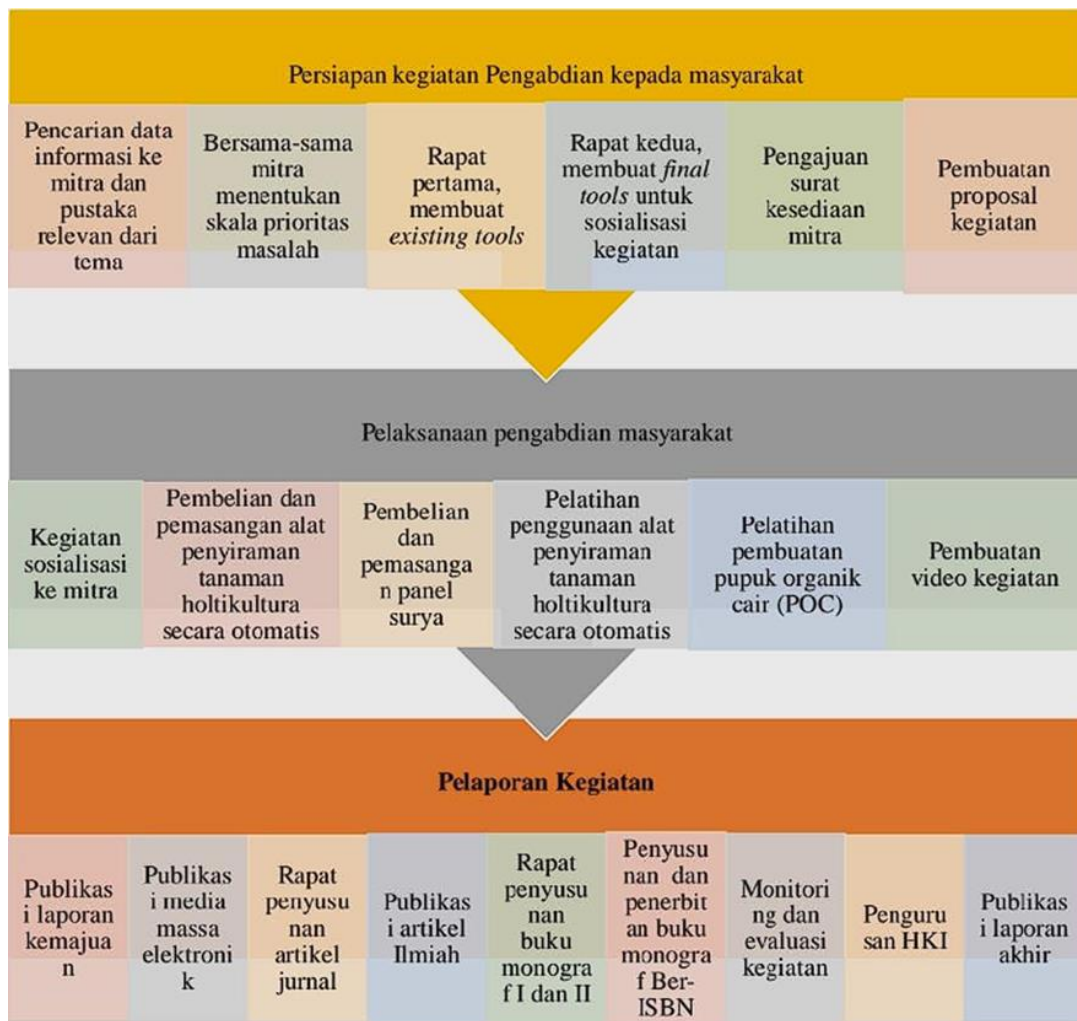 Persiapan kegiatan Pengabdian kepada masyarakat
Pencarian data
informasi ke
mitra dan
pustaka
relevan dari
tema
Bersama-sama
mitra
menentukan
skala prioritas
masalah
Rapat
pertama,
membuat
existing tools
Rapat kedua,
membuat final
tools untuk
sosialisasi
kegiatan
Pengajuan
surat
kesediaan
mitra
Pembuatan
proposal
kegiatan
Pelaksanaan pengabdian masyarakat
Kegiatan
sosialisasi
ke mitra
Pembelian dan
pemasangan alat
penyiraman
tanaman
holtikultura
secara otomatis
Pembelian
dan
pemasanga
n panel
surya
Pelatihan
penggunaan alat
penyiraman
tanaman
holtikultura
secara otomatis
Pelatihan
pembuatan
pupuk organik
cair (POC)
Pembuatan
video kegiatan
Pelaporan Kegiatan
Publikas
i laporan
kemajua
n
Publikas
i media
massa
elektroni
k
Rapat
penyusu
nan
artikel
jurnal
Publikas
i artikel
Ilmiah
Rapat
penyusu
nan
buku
monogra
f I dan II
Penyusu
nan dan
penerbit
an buku
monogra
f Ber-
ISBN
Monitori
ng dan
evaluasi
kegiatan
Penguru
san HKI
Publikas
i laporan
akhir